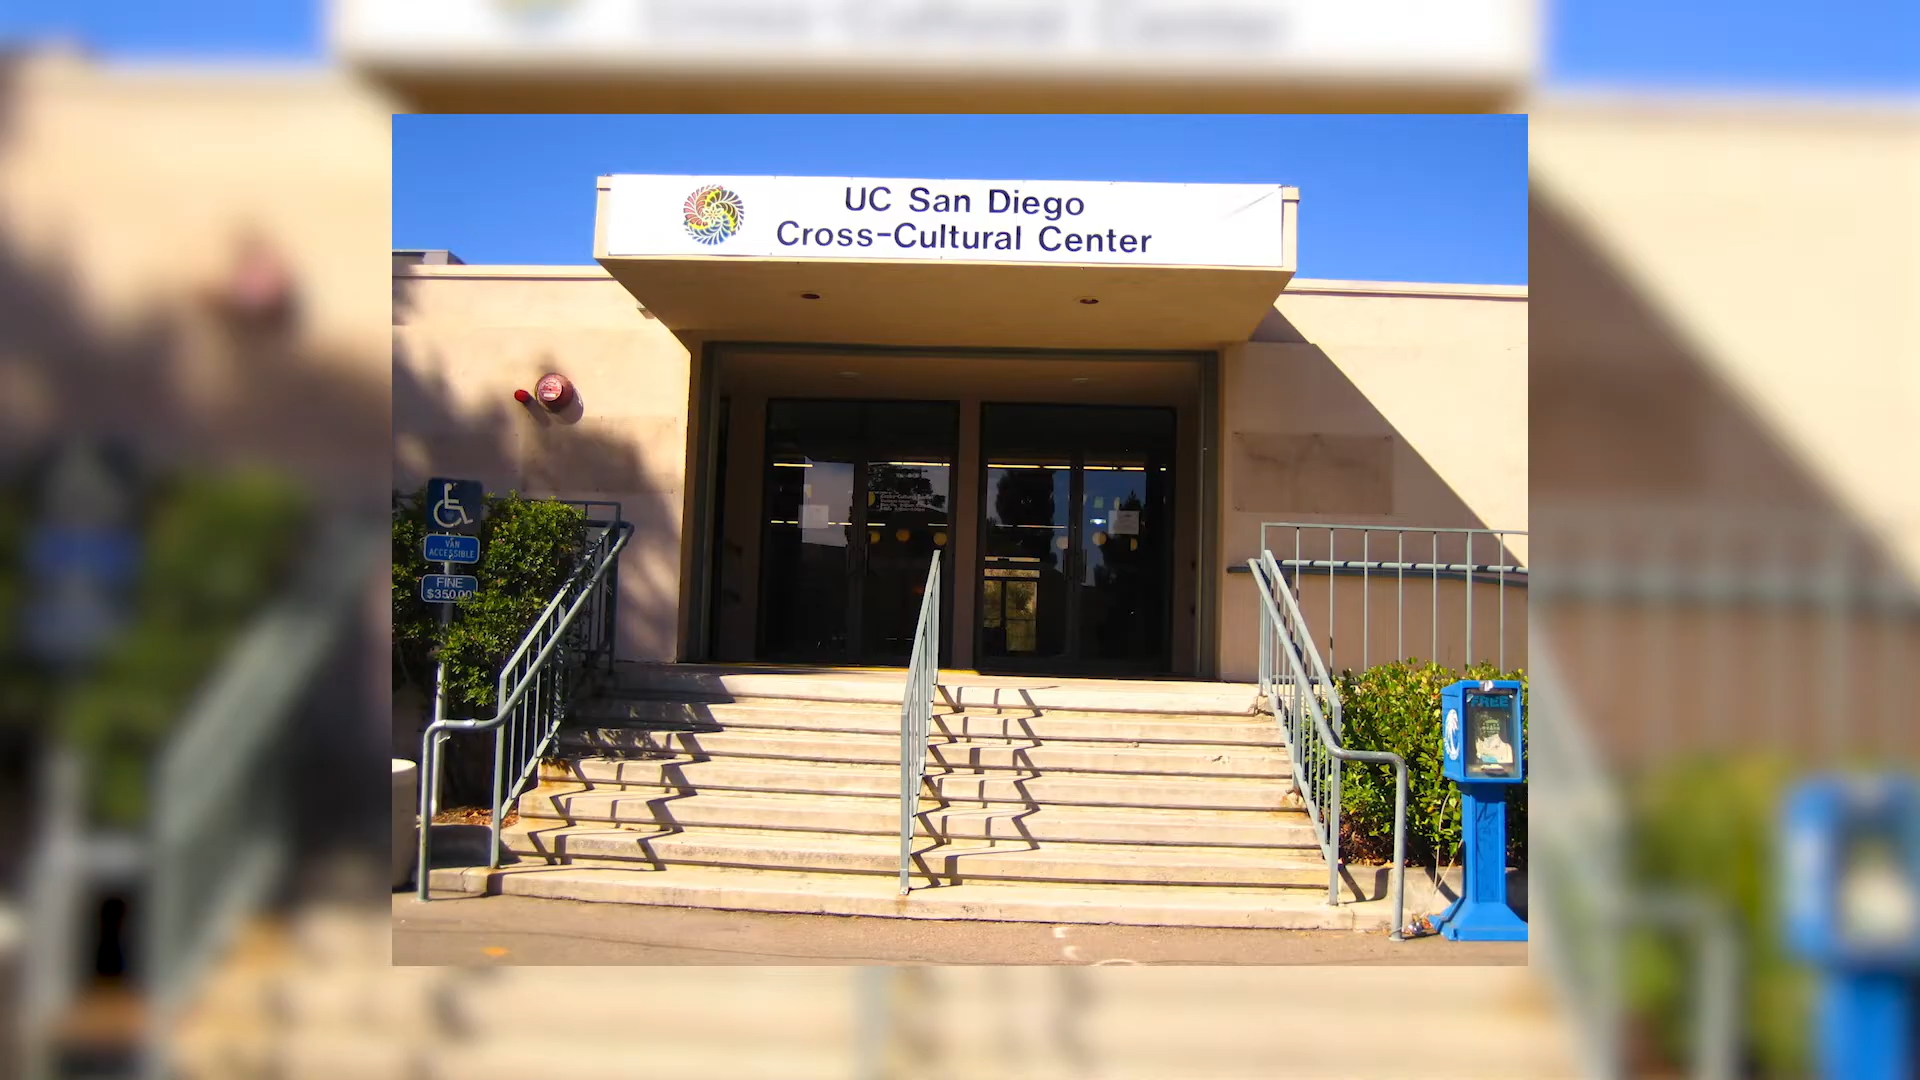 UC San Diego
Cross-Cultural Center
VAN
ACCESSIBLE
FINE
$350.00
FREE